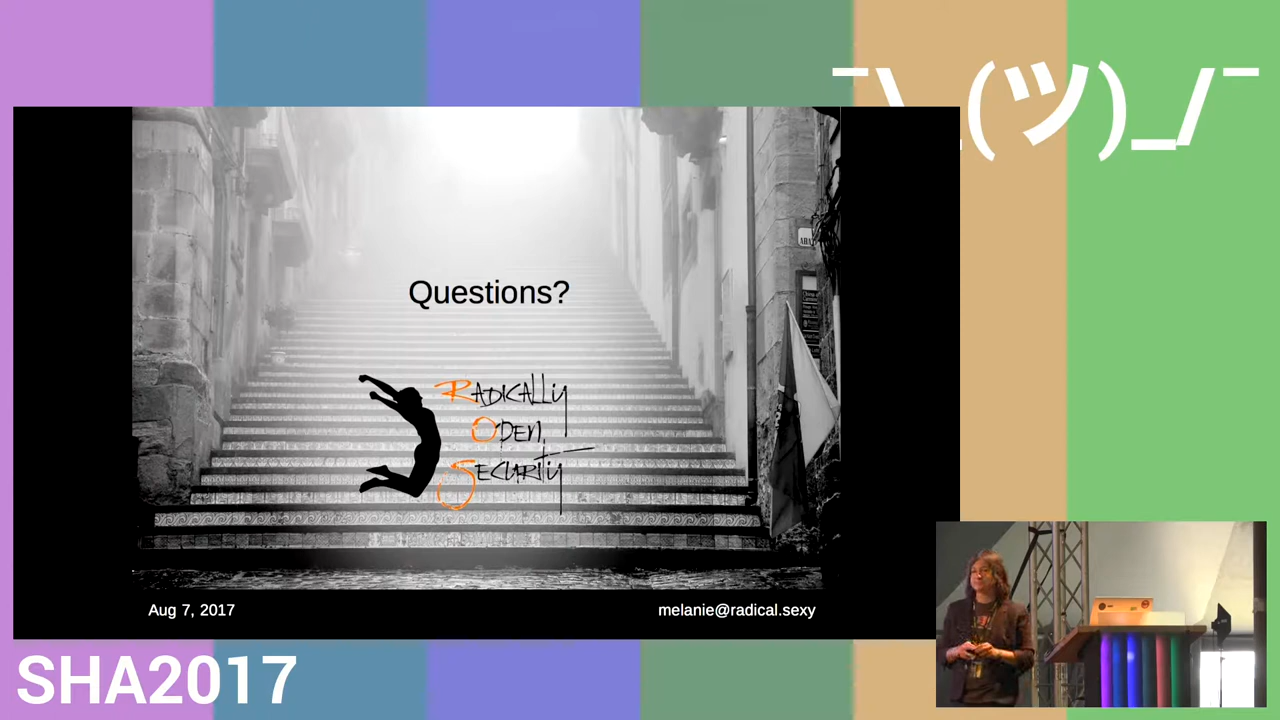 ¯\_(ツ)_/¯
Questions?
RADICALLY
OPEN
SECURITY
Aug 7, 2017
melanie@radical.sexy
SHA2017